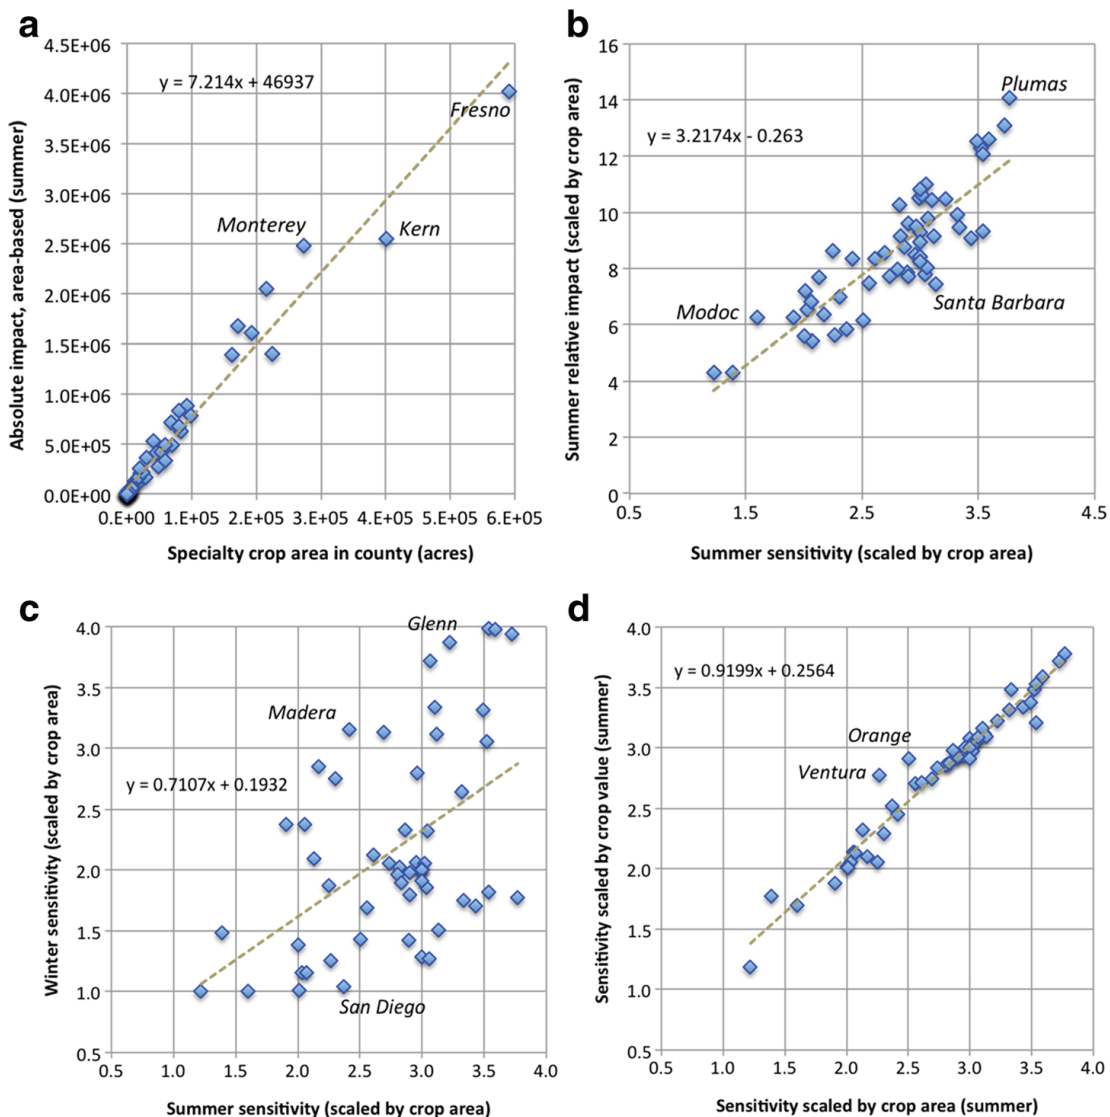 a
4.5E+06
4.0E+06
3.5E+06
3.0E+06
2.5E+06
2.0E+06
1.5E+06
1.0E+06
5.0E+05
0.0E+00
Absolute impact, area-based (summer)
y = 7.214x + 46937
Fresno
Monterey
Kern
0.E+00 1.E+05 2.E+05 3.E+05 4.E+05 5.E+05 6.E+05
Specialty crop area in county (acres)
b
16
14
12
10
8
6
4
2
0
Summer relative impact (scaled by crop area)
Plumas
y = 3.2174x - 0.263
Modoc
Santa Barbara
0.5 1.5 2.5 3.5 4.5
Summer sensitivity (scaled by crop area)
c
4.0
3.5
3.0
2.5
2.0
1.5
1.0
0.5
Winter sensitivity (scaled by crop area)
Glenn
Madera
y = 0.7107x + 0.1932
San Diego
0.5 1.0 1.5 2.0 2.5 3.0 3.5 4.0
Summer sensitivity (scaled by crop area)
d
4.0
3.5
3.0
2.5
2.0
1.5
1.0
0.5
Sensitivity scaled by crop value (summer)
y = 0.9199x + 0.2564
Orange
Ventura
0.5 1.0 1.5 2.0 2.5 3.0 3.5 4.0
Sensitivity scaled by crop area (summer)